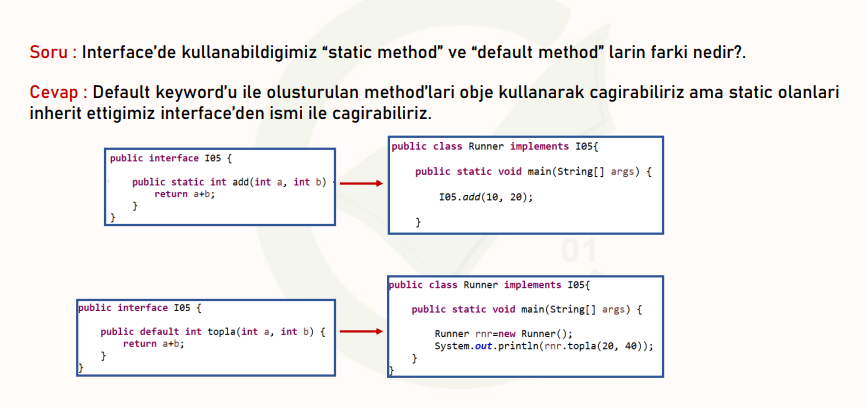 Soru : Interface'de kullanabildigimiz “static method” ve “default method” larin farki nedir?.
Cevap : Default keyword'u ile olusturulan method'lari obje kullanarak cagirabiliriz ama static olanlari
inherit ettigimiz interface'den ismi ile cagirabiliriz.
public interface I05 {
public static int add(int a, int b)
return a+b;
}
}
public class Runner implements I05{
public static void main(String[] args) {
I05.add(10, 20);
}
01
public interface I05 {
public default int topla(int a, int b) {
return a+b;
}
}
public class Runner implements I05{
public static void main(String[] args) {
Runner rnr=new Runner();
System.out.println(rnr.topla(20, 40));
}
}